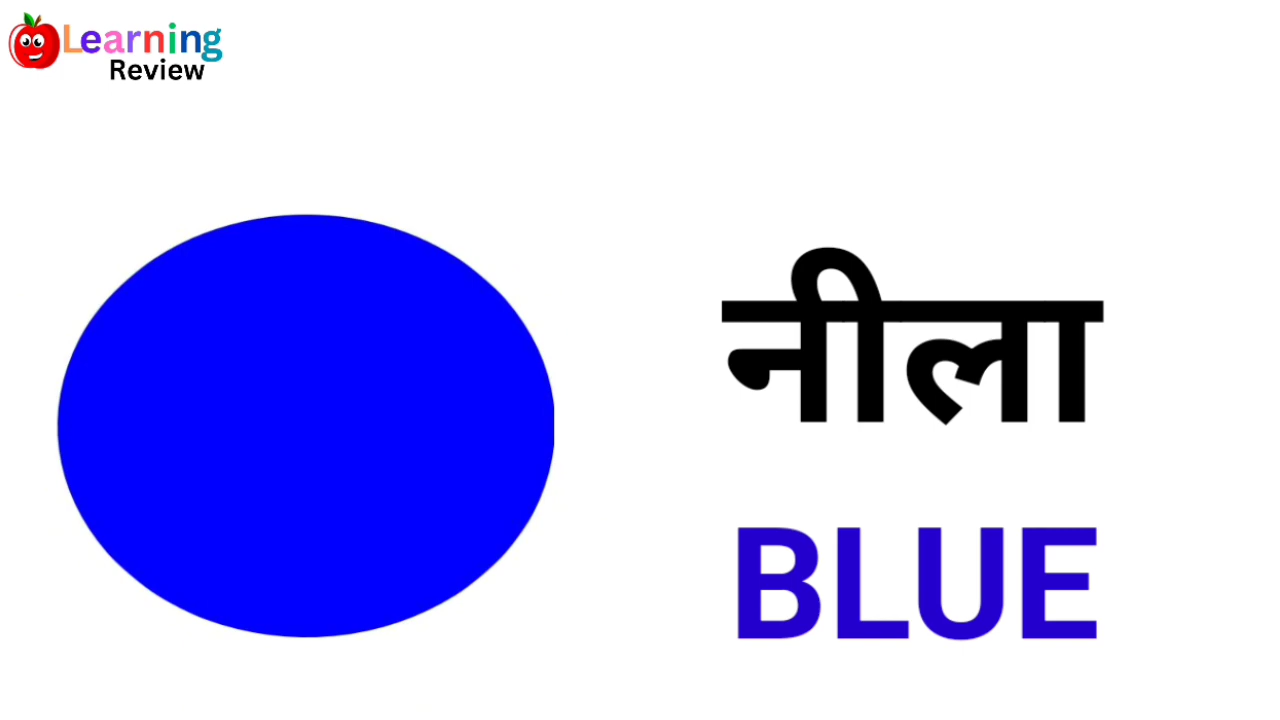 Learning
Review
नीला
BLUE